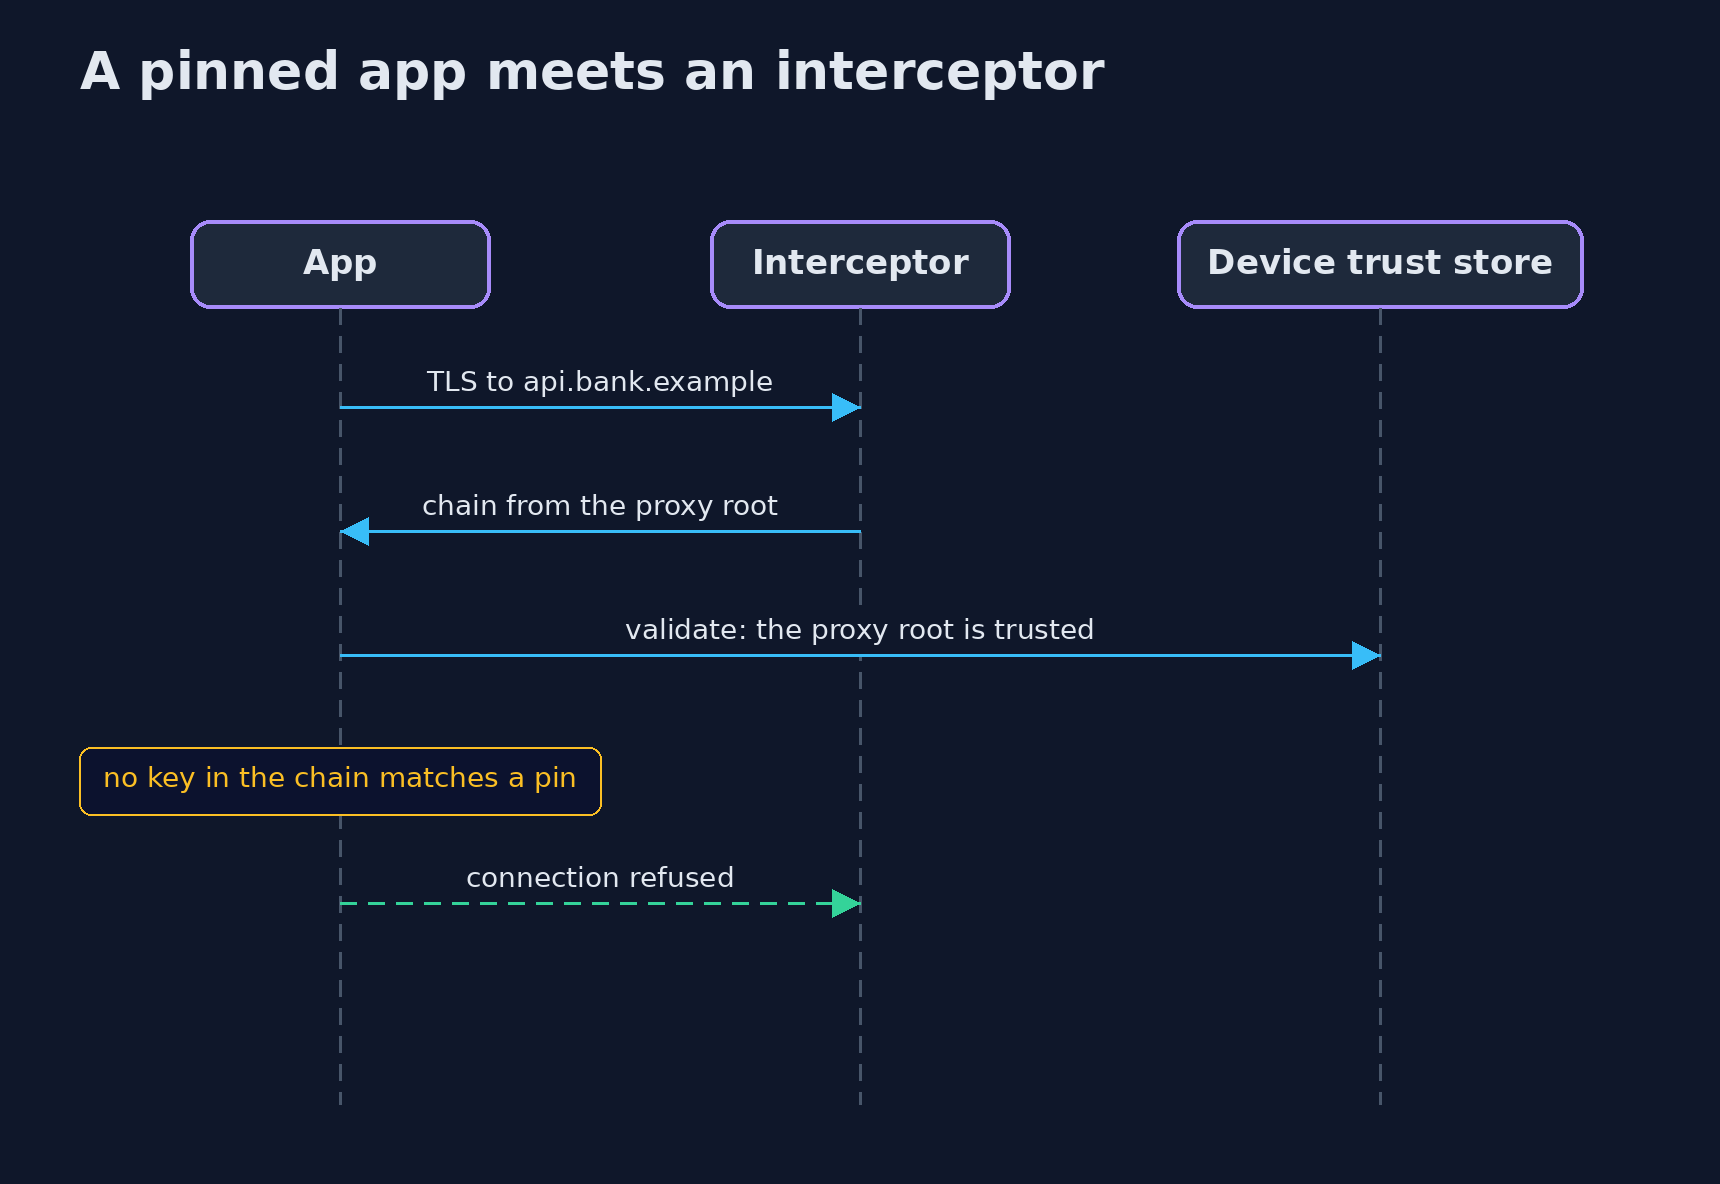 A pinned app meets an interceptor
App
Interceptor
Device trust store
TLS to api.bank.example
chain from the proxy root
validate: the proxy root is trusted
no key in the chain matches a pin
connection refused